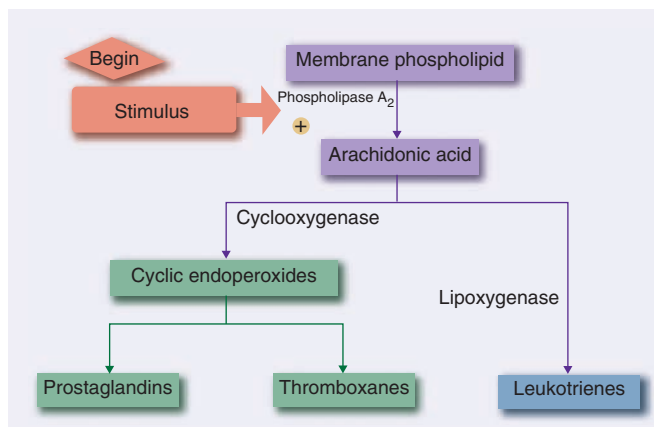 Begin
Membrane phospholipid
Stimulus
Phospholipase A₂
+
Arachidonic acid
Cyclooxygenase
Cyclic endoperoxides
Lipoxygenase
Prostaglandins
Thromboxanes
Leukotrienes